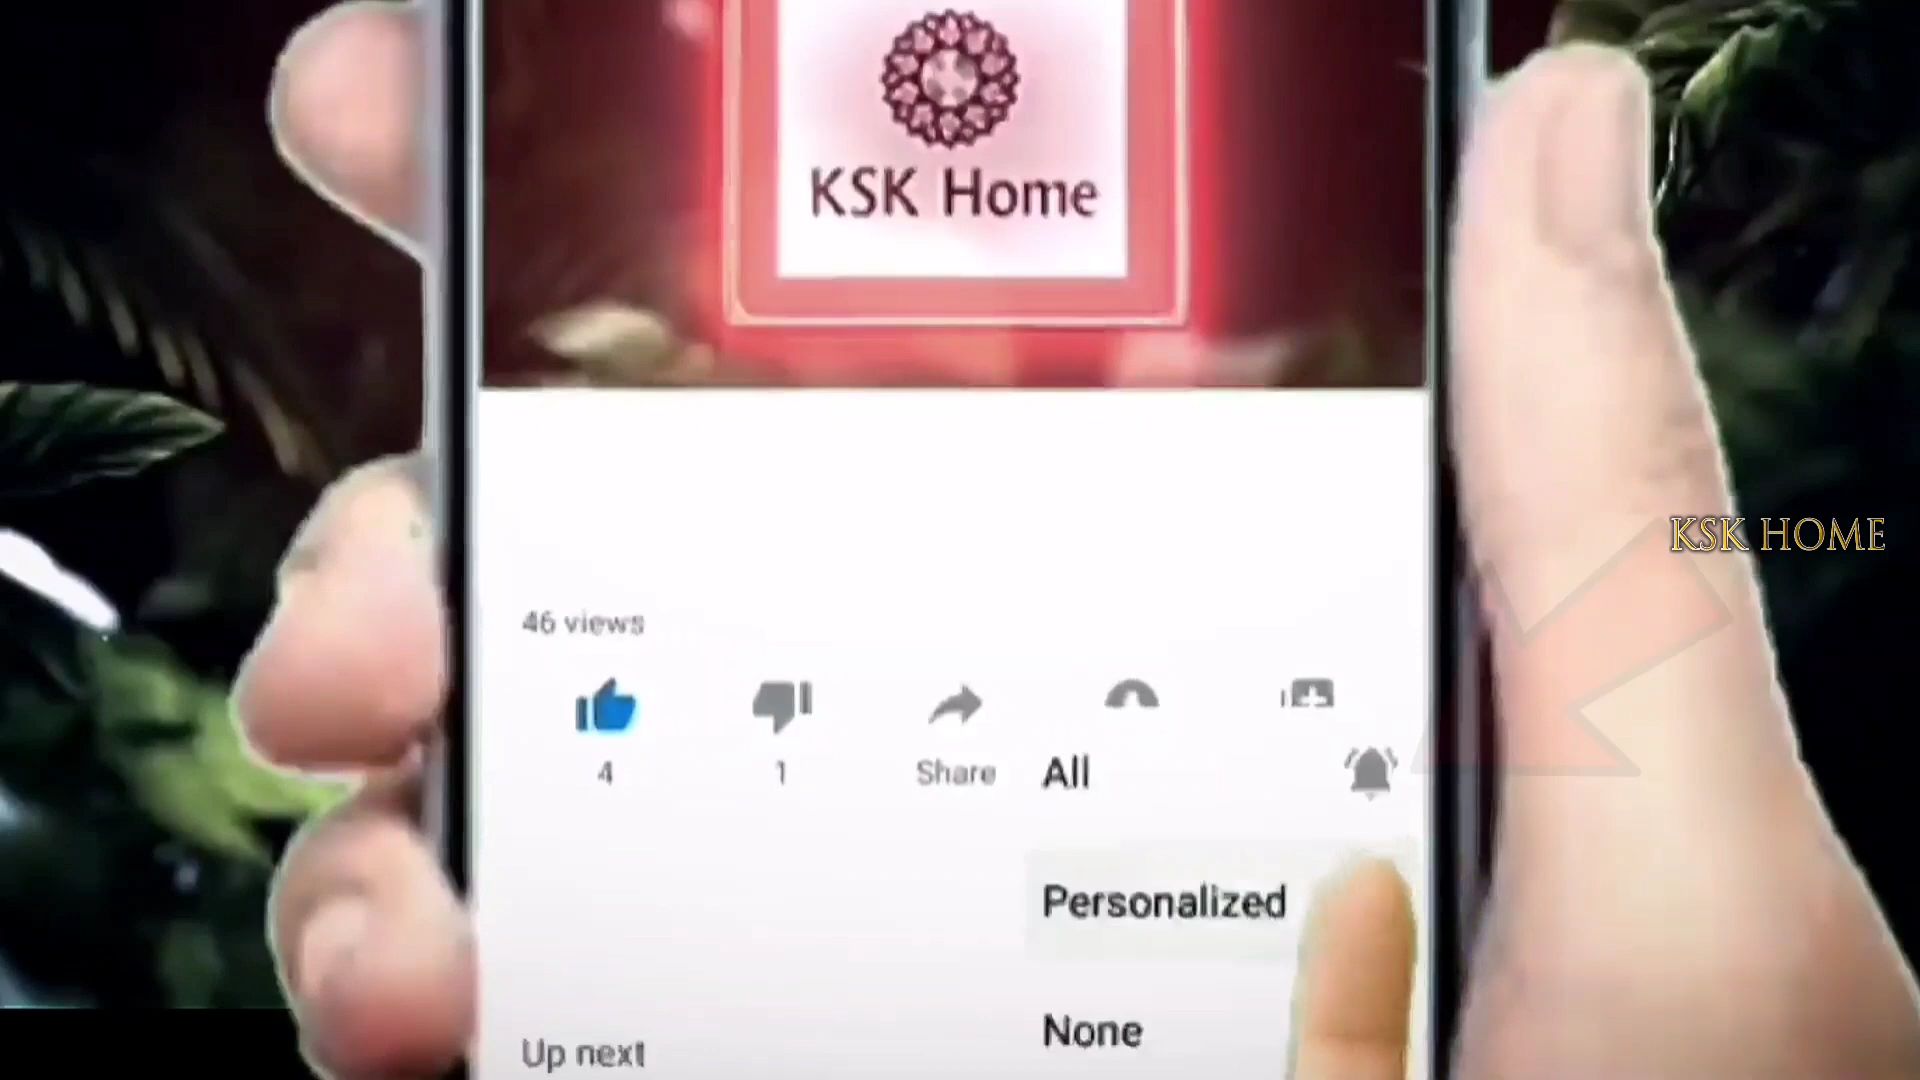 KSK Home
KSK HOME
46 views
4
1
Share
All
Personalized
None
Up next